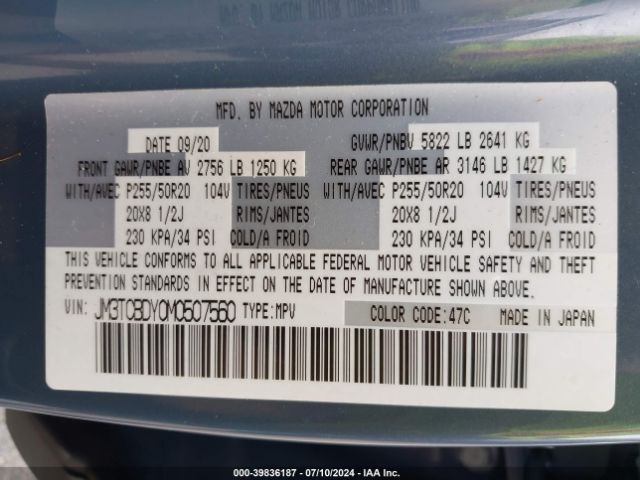 MFD. BY MAZDA MOTOR CORPORATION
DATE 09/20 GVWR/PNBV 5822 LB 2641 KG
FRONT GAWR/PNBE AV 2756 LB 1250 KG REAR GAWR/PNBE AR 3146 LB 1427 KG
WITH/AVEC P255/50R20 104V TIRES/PNEUS WITH/AVEC P255/50R20 104V TIRES/PNEUS
20X8 1/2J RIMS/JANTES 20X8 1/2J RIMS/JANTES
230 KPA/34 PSI COLD/A FROID 230 KPA/34 PSI COLD/A FROID
THIS VEHICLE CONFORMS TO ALL APPLICABLE FEDERAL MOTOR VEHICLE SAFETY AND THEFT
PREVENTION STANDARDS IN EFFECT ON THE DATE OF MANUFACTURE SHOWN ABOVE.
VIN: JM3TCBDY0M0507560 TYPE:MPV COLOR CODE:47C MADE IN JAPAN
000-39836187 - 07/10/2024 - IAA Inc.